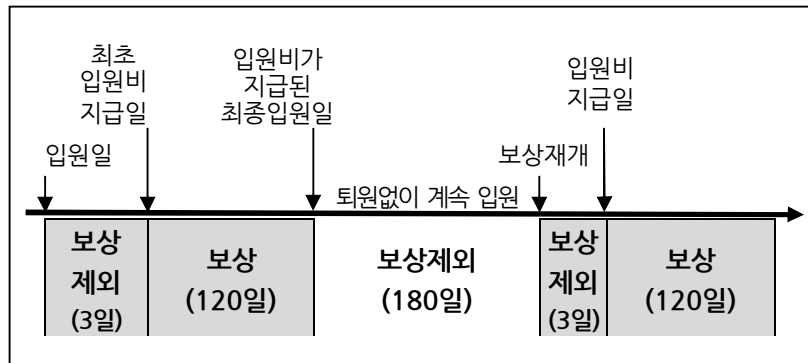 최초
입원비
지급일
입원비가
지급된
최종입원일
입원비
지급일
입원일
보상재개
퇴원없이 계속 입원
보상
제외
(3일)
보상
(120일)
보상제외
(180일)
보상
제외
(3일)
보상
(120일)